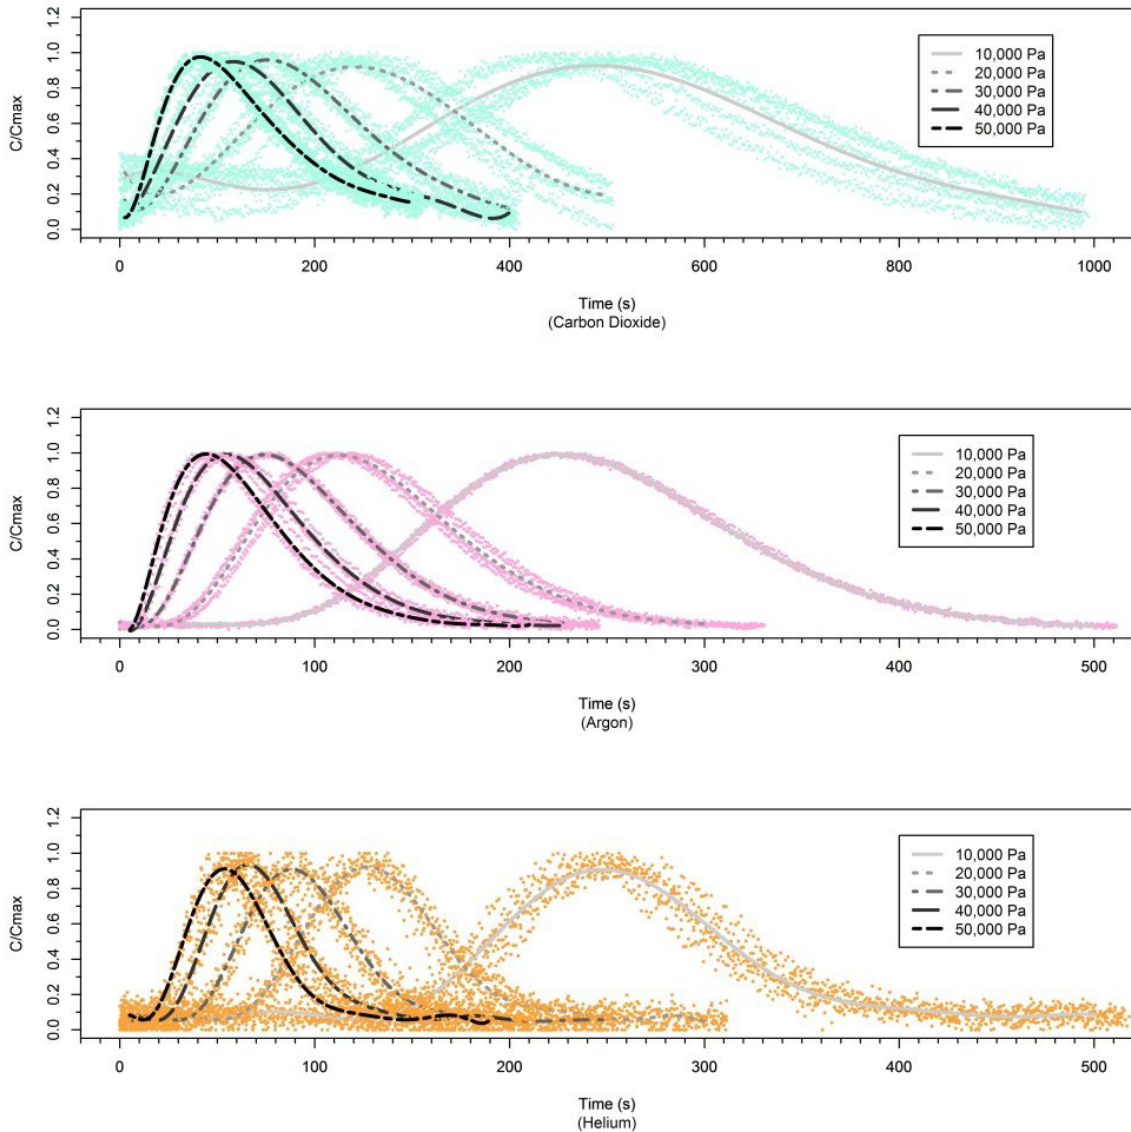 C/Cmax
1.2
1.0
0.8
0.6
0.4
0.2
0.0
10,000 Pa
20,000 Pa
30,000 Pa
40,000 Pa
50,000 Pa
0 200 400 600 800 1000
Time (s)
(Carbon Dioxide)
C/Cmax
1.2
1.0
0.8
0.6
0.4
0.2
0.0
10,000 Pa
20,000 Pa
30,000 Pa
40,000 Pa
50,000 Pa
0 100 200 300 400 500
Time (s)
(Argon)
C/Cmax
1.2
1.0
0.8
0.6
0.4
0.2
0.0
10,000 Pa
20,000 Pa
30,000 Pa
40,000 Pa
50,000 Pa
0 100 200 300 400 500
Time (s)
(Helium)